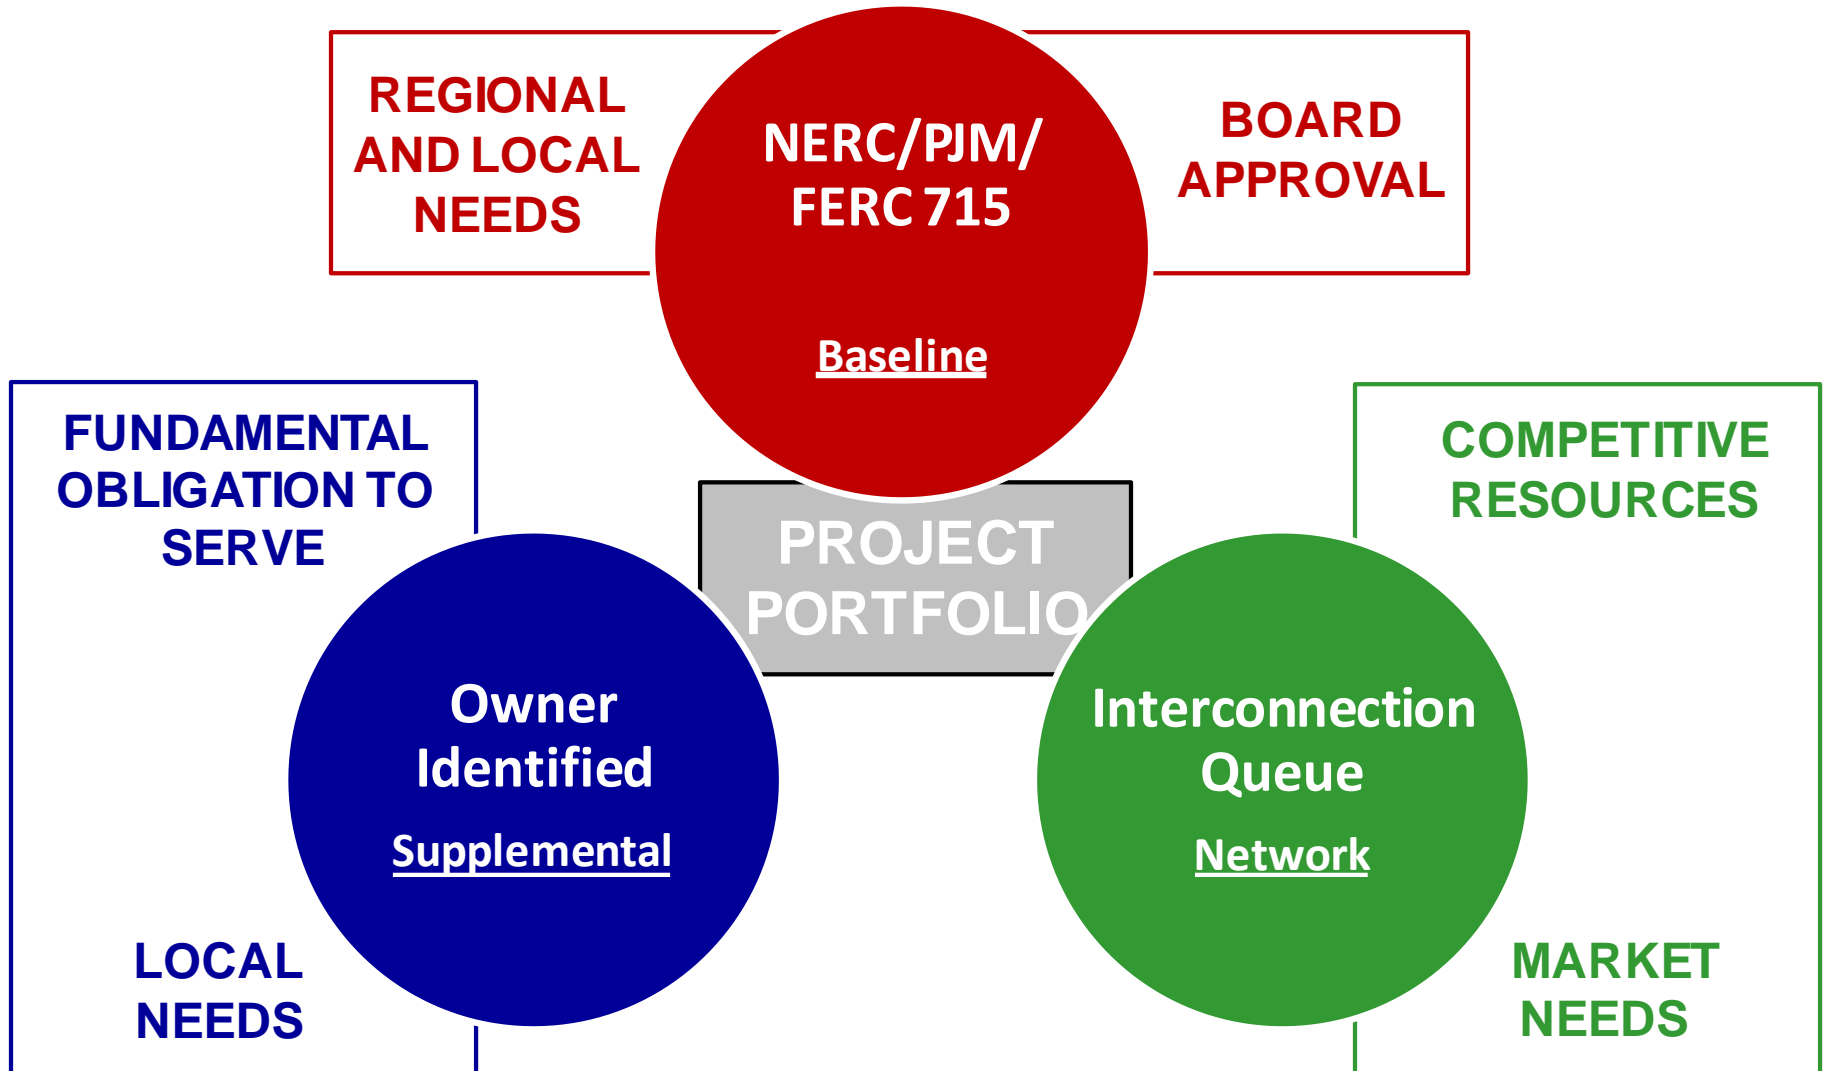 REGIONAL
AND LOCAL
NEEDS
NERC/PJM/
FERC 715
Baseline
BOARD
APPROVAL
FUNDAMENTAL
OBLIGATION TO
SERVE
PROJECT
PORTFOLIO
COMPETITIVE
RESOURCES
Owner
Identified
Supplemental
Interconnection
Queue
Network
LOCAL
NEEDS
MARKET
NEEDS